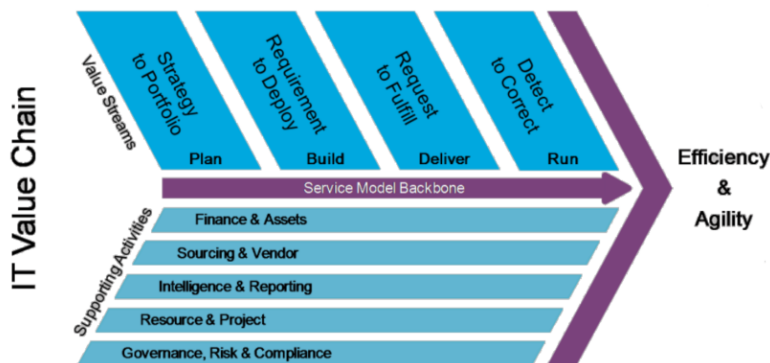 IT Value Chain
Value Streams
Strategy
to Portfolio
Plan
Requirement
to Deploy
Build
Request
to Fulfill
Deliver
Detect
to Correct
Run
Service Model Backbone
Efficiency
&
Agility
Supporting Activities
Finance & Assets
Sourcing & Vendor
Intelligence & Reporting
Resource & Project
Governance, Risk & Compliance